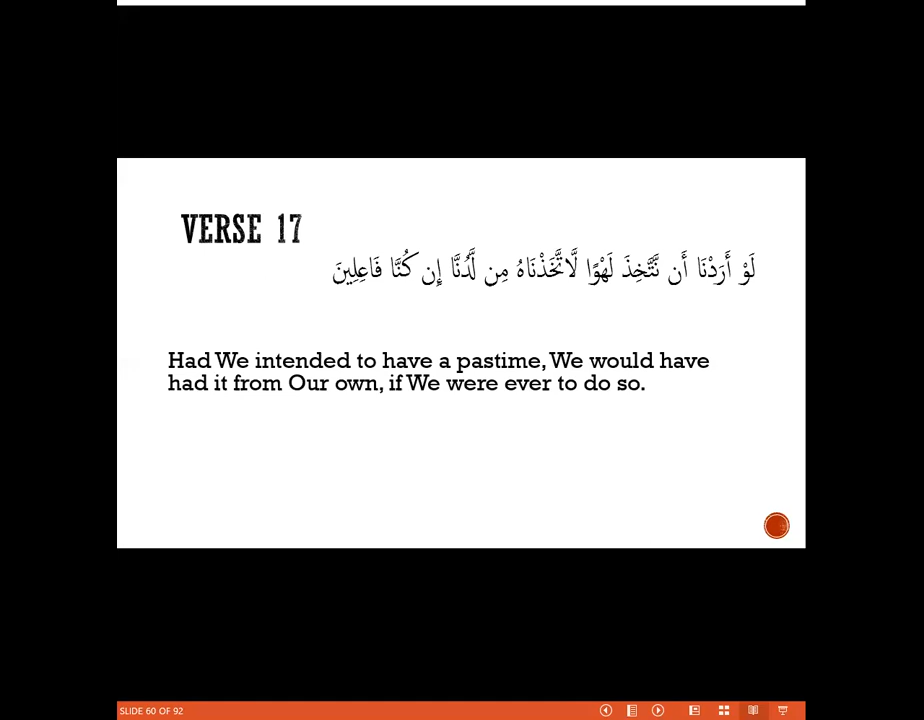 VERSE 17
لَوْ أَرَدْنَا أَن نَّتَّخِذَ لَهْوًا لَّاتَّخَذْنَاهُ مِن لَّدُنَّا إِن كُنَّا فَاعِلِينَ
Had We intended to have a pastime, We would have
had it from Our own, if We were ever to do so.
SLIDE 60 OF 92